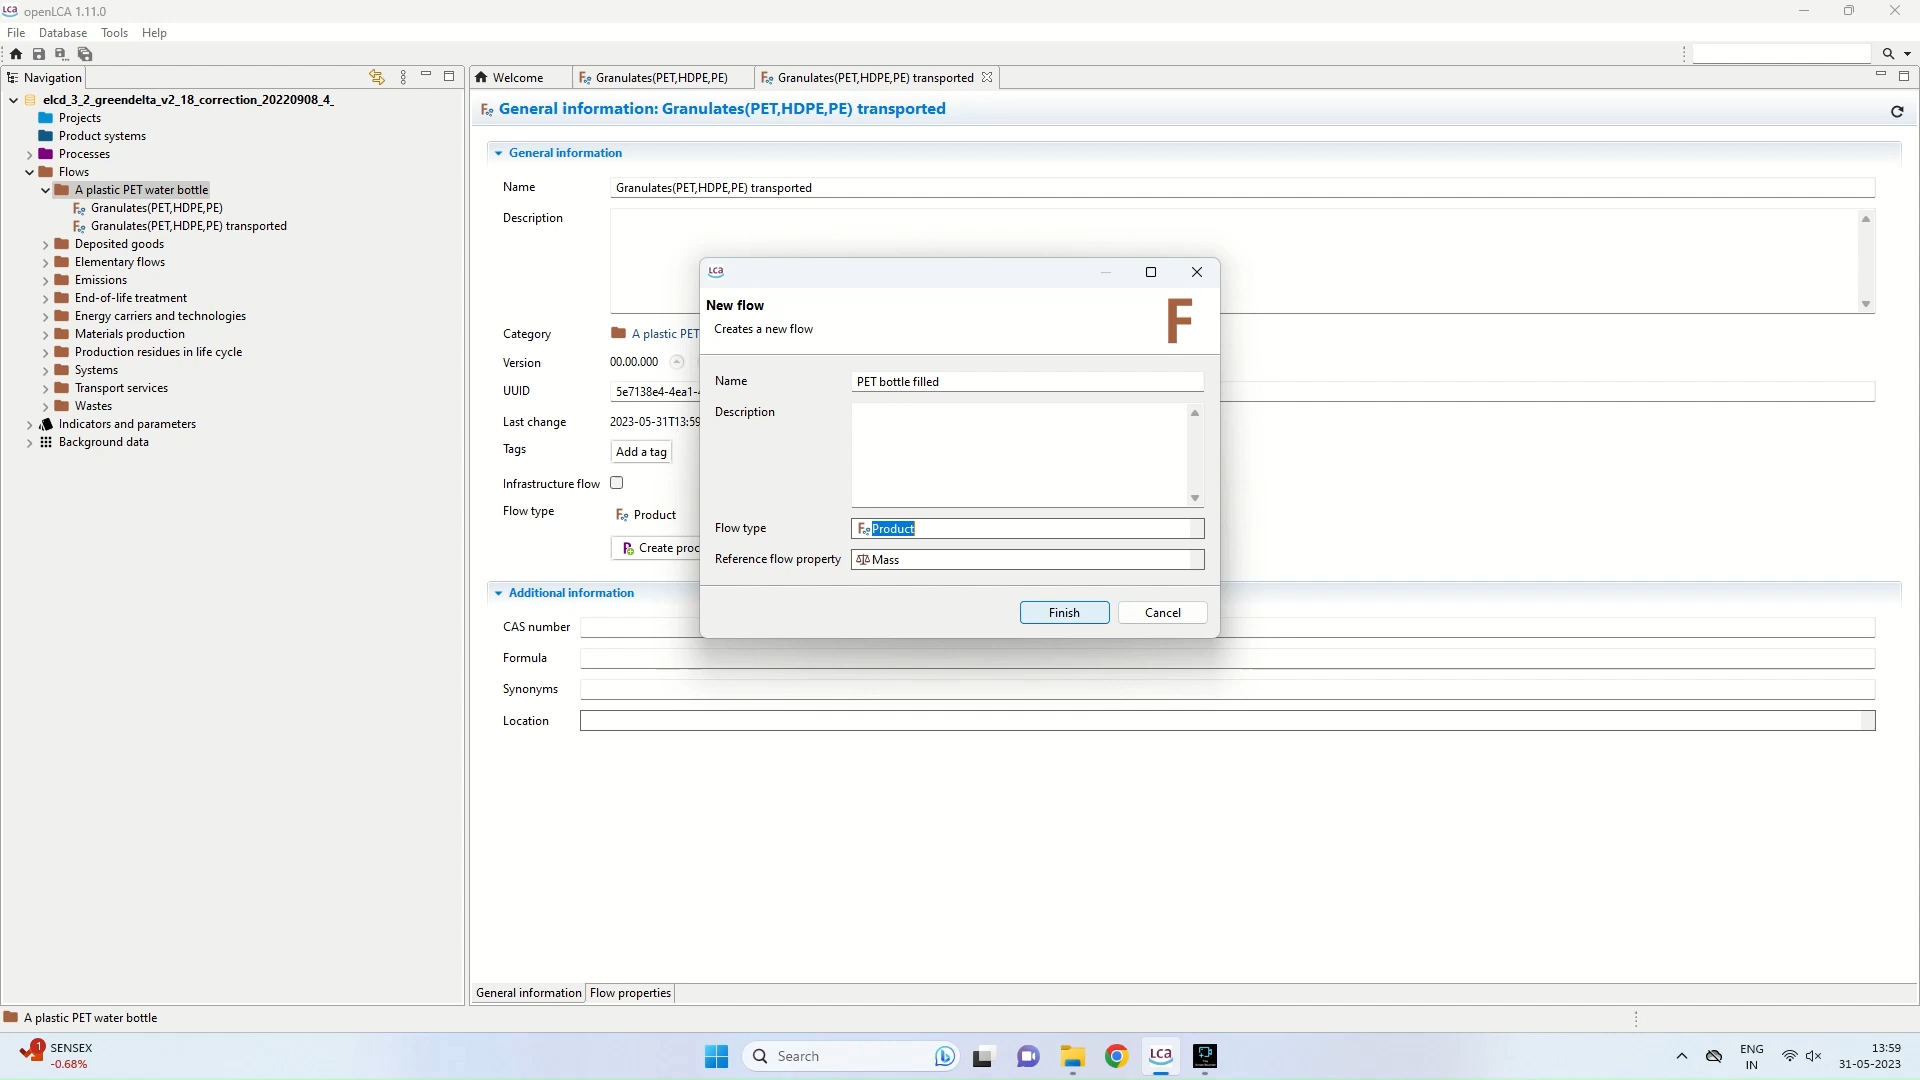 LCA openLCA 1.11.0
File Database Tools Help
Navigation
elcd_3_2_greendelta_v2_18_correction_20220908_4_
Projects
Product systems
Processes
Flows
A plastic PET water bottle
Granulates(PET,HDPE,PE)
Granulates(PET,HDPE,PE) transported
Deposited goods
Elementary flows
Emissions
End-of-life treatment
Energy carriers and technologies
Materials production
Production residues in life cycle
Systems
Transport services
Wastes
Indicators and parameters
Background data
Welcome Granulates(PET,HDPE,PE) Granulates(PET,HDPE,PE) transported
General information: Granulates(PET,HDPE,PE) transported
General information
Name Granulates(PET,HDPE,PE) transported
Description
Category A plastic PET
Version 00.00.000
UUID 5e7138e4-4ea1-
Last change 2023-05-31T13:59
Tags Add a tag
Infrastructure flow
Flow type Product
Create proc
Additional information
CAS number
Formula
Synonyms
Location
General information Flow properties
LCA
New flow
Creates a new flow
F
Name PET bottle filled
Description
Flow type Product
Reference flow property Mass
Finish Cancel
A plastic PET water bottle
1 SENSEX
-0.68%
Search
LCA
ENG
IN
13:59
31-05-2023